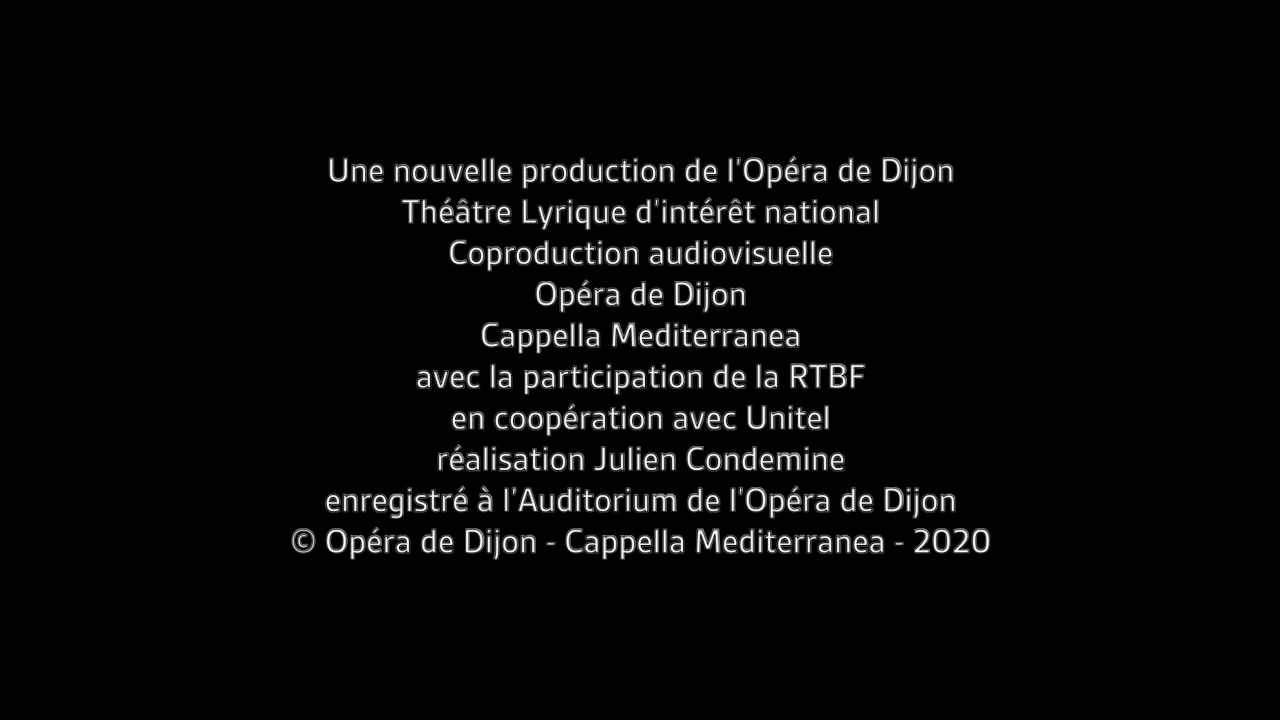 Une nouvelle production de l'Opéra de Dijon
Théâtre Lyrique d'intérêt national
Coproduction audiovisuelle
Opéra de Dijon
Cappella Mediterranea
avec la participation de la RTBF
en coopération avec Unitel
réalisation Julien Condemine
enregistré à l'Auditorium de l'Opéra de Dijon
© Opéra de Dijon - Cappella Mediterranea - 2020